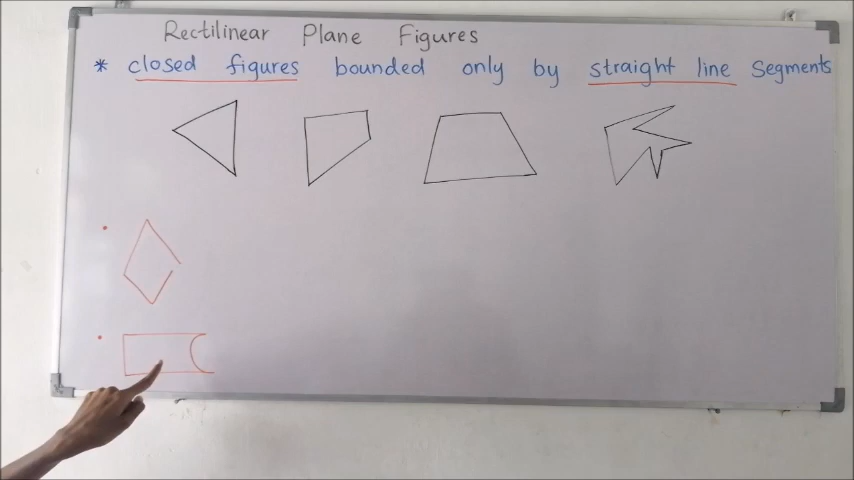 Rectilinear Plane Figures
* closed figures bounded only by straight line segments